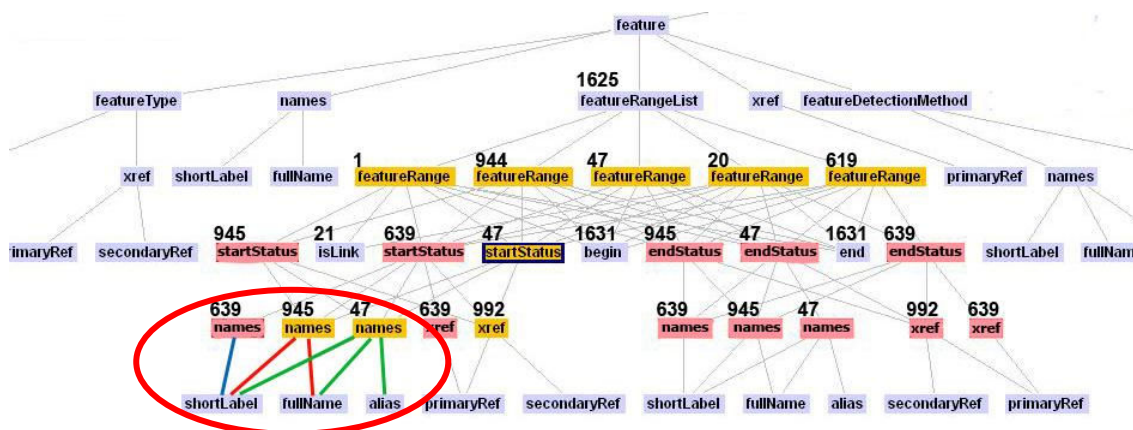 feature
1625
featureType names featureRangeList xref featureDetectionMethod
1 944 47 20 619
xref shortLabel fullName featureRange featureRange featureRange featureRange featureRange primaryRef names
945 21 639 47 1631 945 47 1631 639
rimaryRef secondaryRef startStatus isLink startStatus startStatus begin endStatus endStatus end endStatus shortLabel fullNam
639 945 47 639 992 639 945 47 992 639
names names names xref xref names names names xref xref
shortLabel fullName alias primaryRef secondaryRef shortLabel fullName alias secondaryRef primaryRef